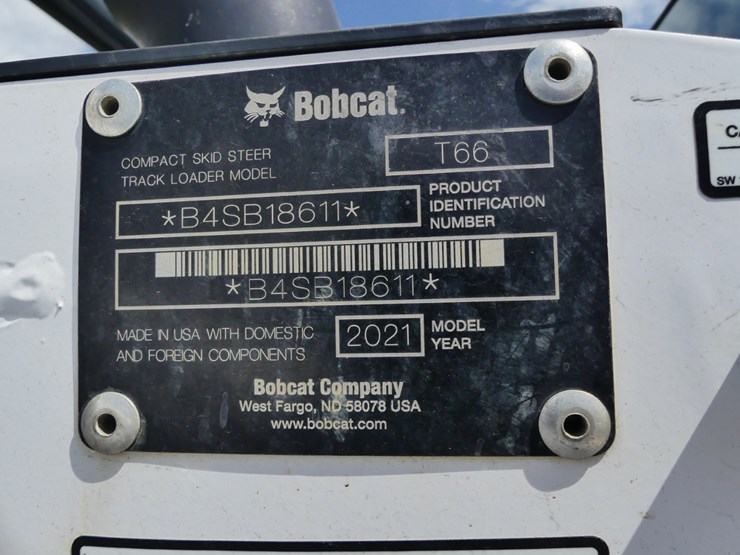 Bobcat.
COMPACT SKID STEER
TRACK LOADER MODEL
T66
*B4SB18611*
PRODUCT
IDENTIFICATION
NUMBER
*B4SB18611*
MADE IN USA WITH DOMESTIC
AND FOREIGN COMPONENTS
2021
MODEL
YEAR
Bobcat Company
West Fargo, ND 58078 USA
www.bobcat.com
SW